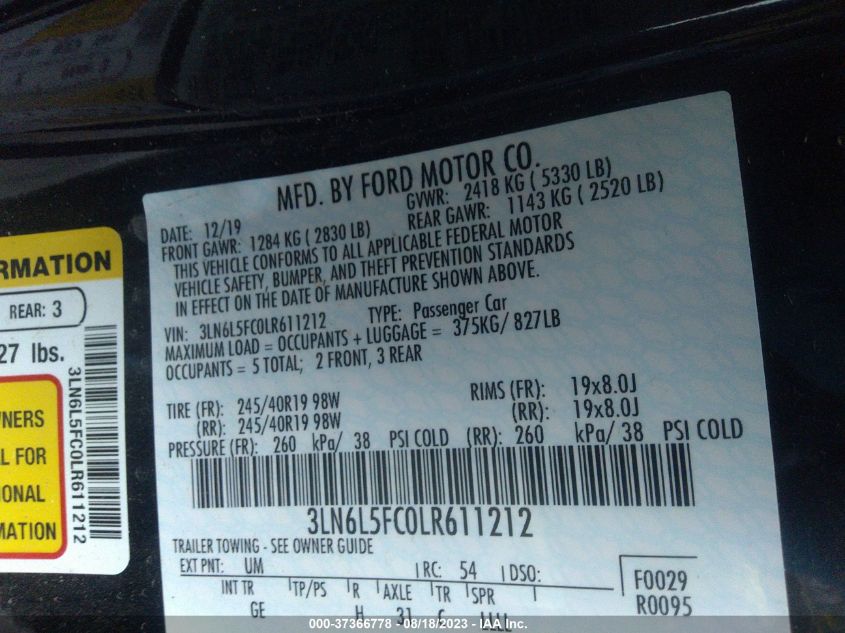 MFD. BY FORD MOTOR CO.
DATE: 12/19 GVWR: 2418 KG ( 5330 LB)
FRONT GAWR: 1284 KG ( 2830 LB) REAR GAWR: 1143 KG ( 2520 LB)
THIS VEHICLE CONFORMS TO ALL APPLICABLE FEDERAL MOTOR
VEHICLE SAFETY, BUMPER, AND THEFT PREVENTION STANDARDS
IN EFFECT ON THE DATE OF MANUFACTURE SHOWN ABOVE.
VIN: 3LN6L5FC0LR611212 TYPE: Passenger Car
MAXIMUM LOAD = OCCUPANTS + LUGGAGE = 375KG/ 827LB
OCCUPANTS = 5 TOTAL; 2 FRONT, 3 REAR
TIRE (FR): 245/40R19 98W RIMS (FR): 19x8.0J
(RR): 245/40R19 98W (RR): 19x8.0J
PRESSURE (FR): 260 kPa/ 38 PSI COLD (RR): 260 kPa/ 38 PSI COLD
3LN6L5FC0LR611212
TRAILER TOWING - SEE OWNER GUIDE
EXT PNT: UM RC: 54 DSO: F0029
INT TR TP/PS R AXLE TR SPR R0095
GE H 31
RMATION
REAR: 3
27 lbs.
3LN6L5FC0LR611212
NERS
L FOR
IONAL
MATION
000-37366778 - 08/18/2023 - IAA Inc.